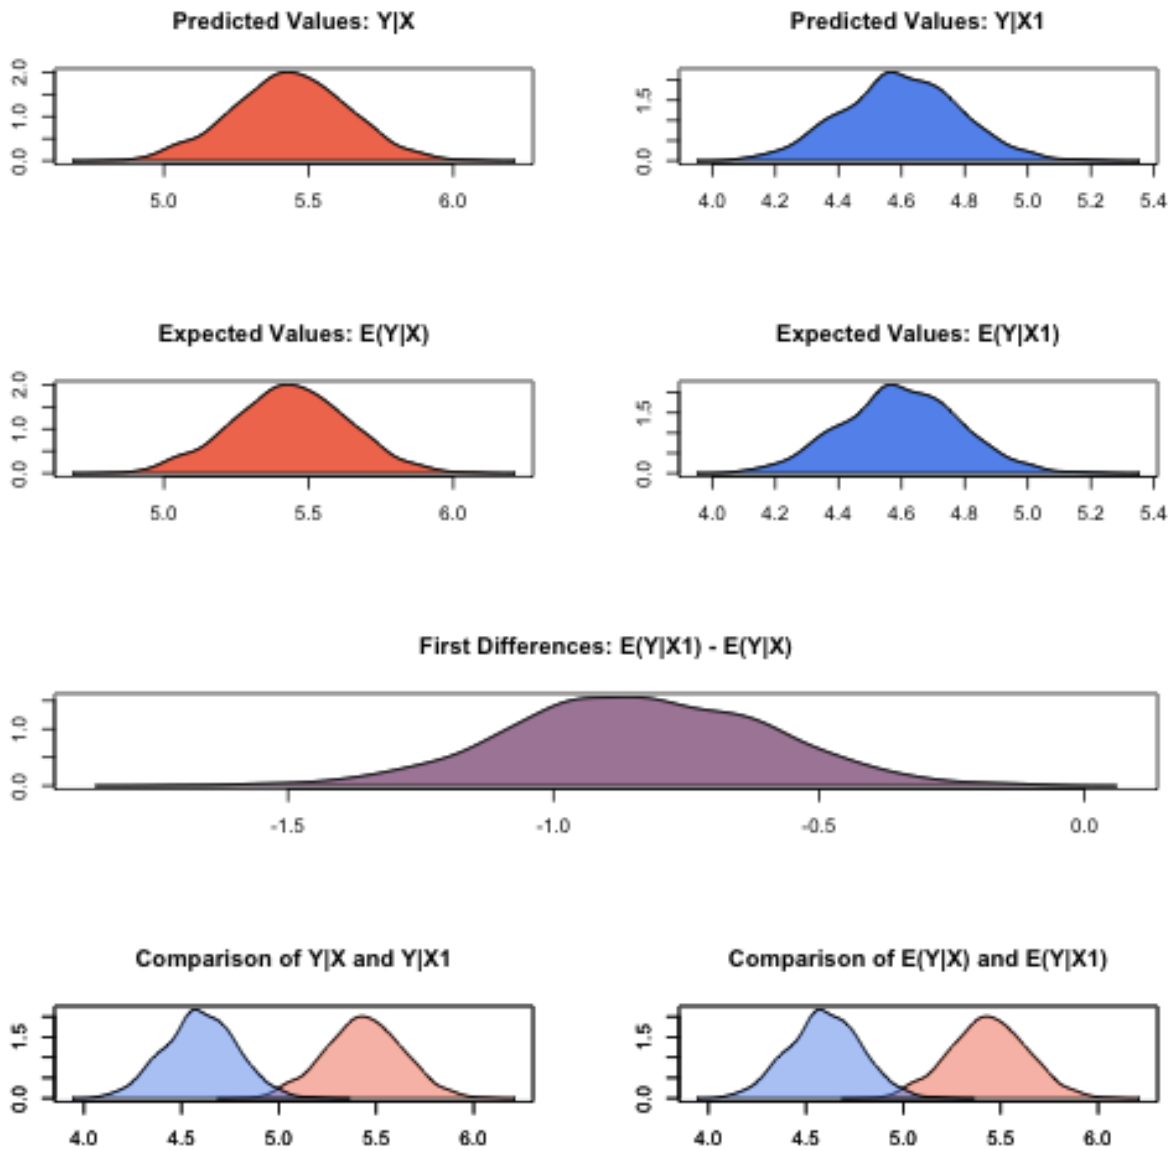 Predicted Values: Y|X
0.0 1.0 2.0
5.0 5.5 6.0
Predicted Values: Y|X1
0.0 1.5
4.0 4.2 4.4 4.6 4.8 5.0 5.2 5.4
Expected Values: E(Y|X)
0.0 1.0 2.0
5.0 5.5 6.0
Expected Values: E(Y|X1)
0.0 1.5
4.0 4.2 4.4 4.6 4.8 5.0 5.2 5.4
First Differences: E(Y|X1) - E(Y|X)
0.0 1.0
-1.5 -1.0 -0.5 0.0
Comparison of Y|X and Y|X1
0.0 1.5
4.0 4.5 5.0 5.5 6.0
Comparison of E(Y|X) and E(Y|X1)
0.0 1.5
4.0 4.5 5.0 5.5 6.0